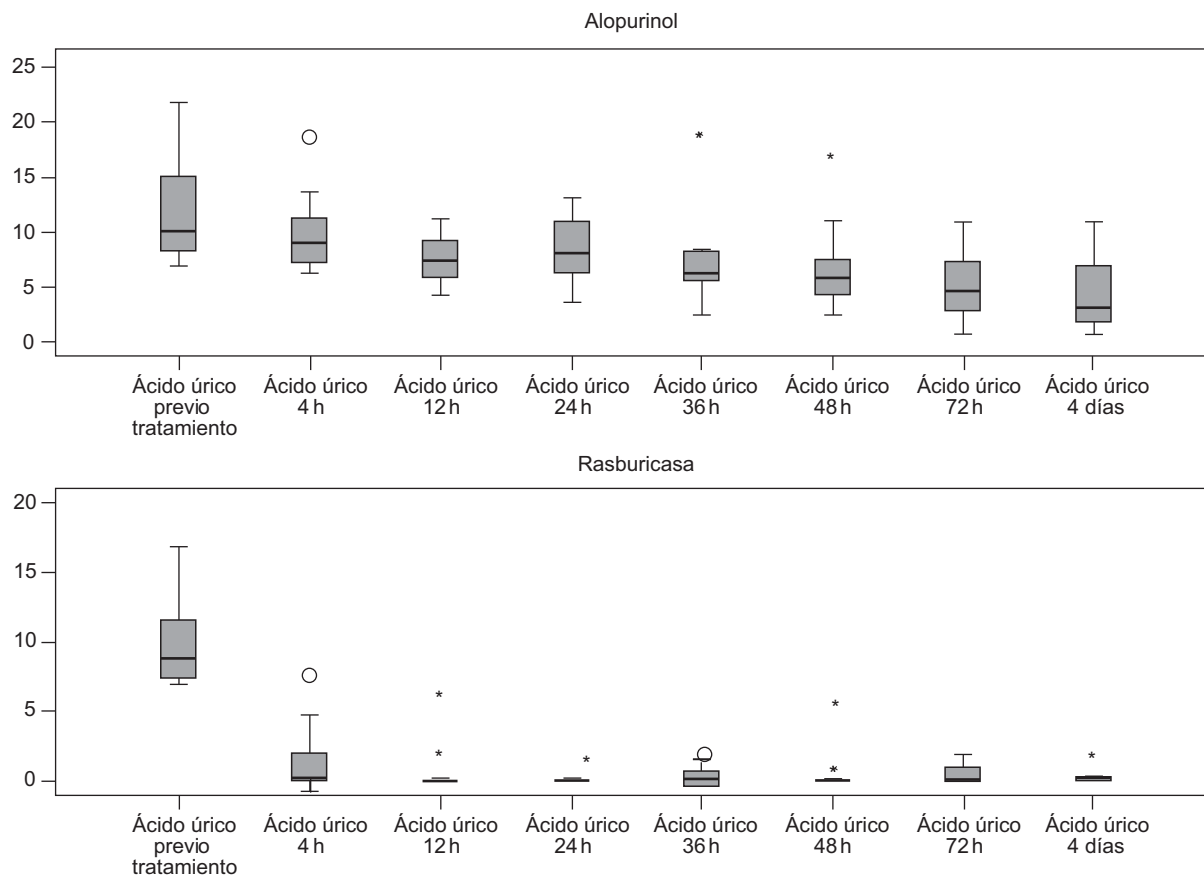 Alopurinol
25
20
15
10
5
0
Ácido úrico previo tratamiento
Ácido úrico 4 h
Ácido úrico 12 h
Ácido úrico 24 h
Ácido úrico 36 h
Ácido úrico 48 h
Ácido úrico 72 h
Ácido úrico 4 días
Rasburicasa
20
15
10
5
0
Ácido úrico previo tratamiento
Ácido úrico 4 h
Ácido úrico 12 h
Ácido úrico 24 h
Ácido úrico 36 h
Ácido úrico 48 h
Ácido úrico 72 h
Ácido úrico 4 días